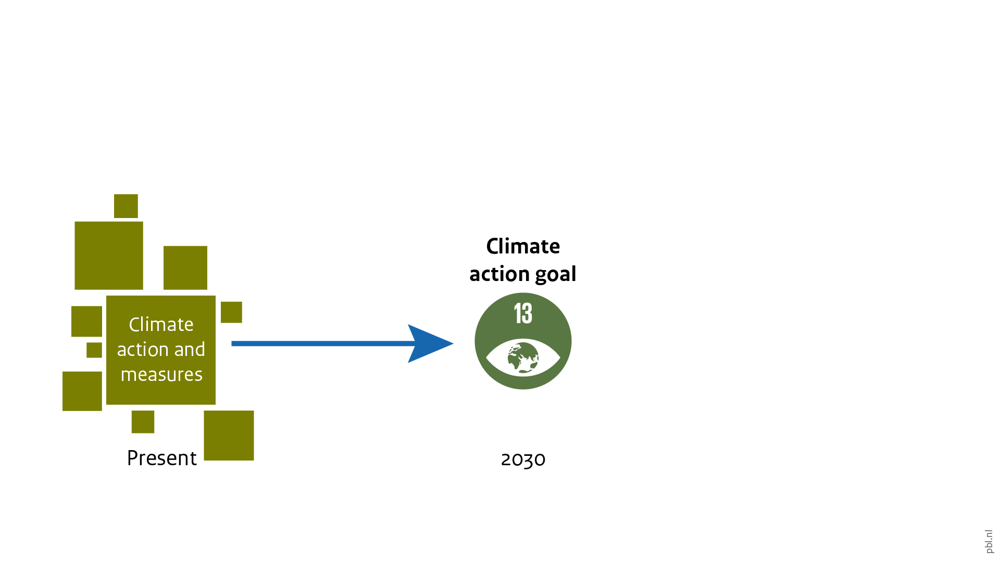 Climate
action goal
13
Climate
action and
measures
Present
2030
pbl.nl